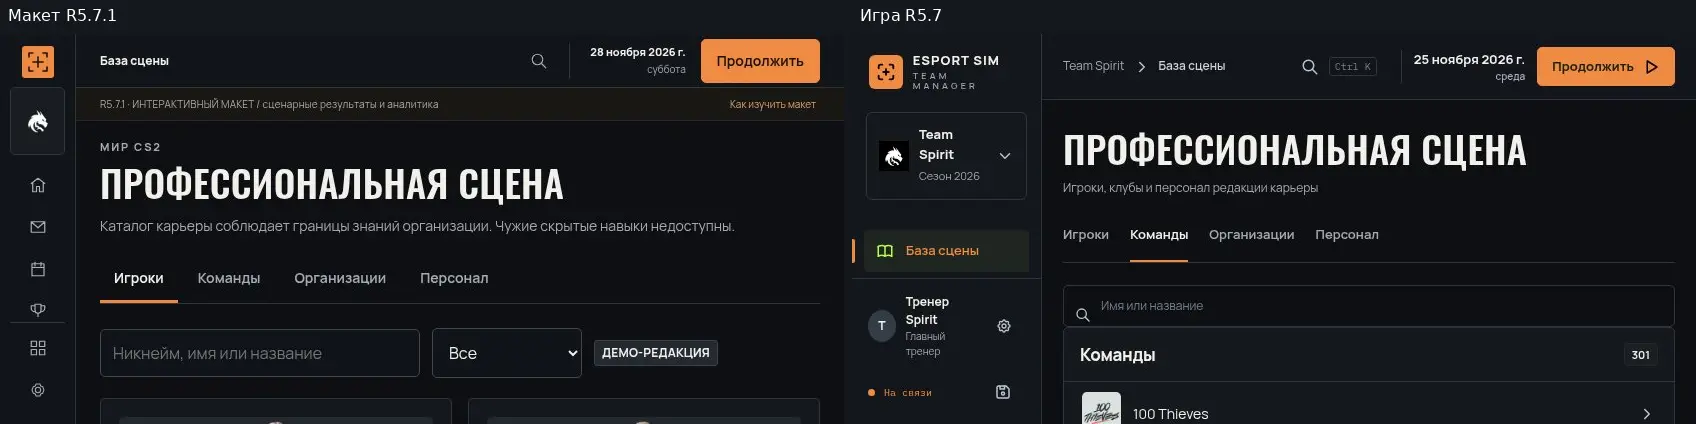 Макет R5.7.1
База сцены
28 ноября 2026 г.
суббота
Продолжить
R5.7.1 · ИНТЕРАКТИВНЫЙ МАКЕТ / сценарные результаты и аналитика
Как изучить макет
МИР CS2
ПРОФЕССИОНАЛЬНАЯ СЦЕНА
Каталог карьеры соблюдает границы знаний организации. Чужие скрытые навыки недоступны.
Игроки
Команды
Организации
Персонал
Никнейм, имя или название
Все
ДЕМО-РЕДАКЦИЯ
Игра R5.7
ESPORT SIM
TEAM
MANAGER
Team
Spirit
Сезон 2026
База сцены
Тренер
Spirit
Главный
тренер
Т
На связи
Team Spirit
База сцены
Ctrl K
25 ноября 2026 г.
среда
Продолжить
ПРОФЕССИОНАЛЬНАЯ СЦЕНА
Игроки, клубы и персонал редакции карьеры
Игроки
Команды
Организации
Персонал
Имя или название
Команды
301
100
THIEVES
100 Thieves